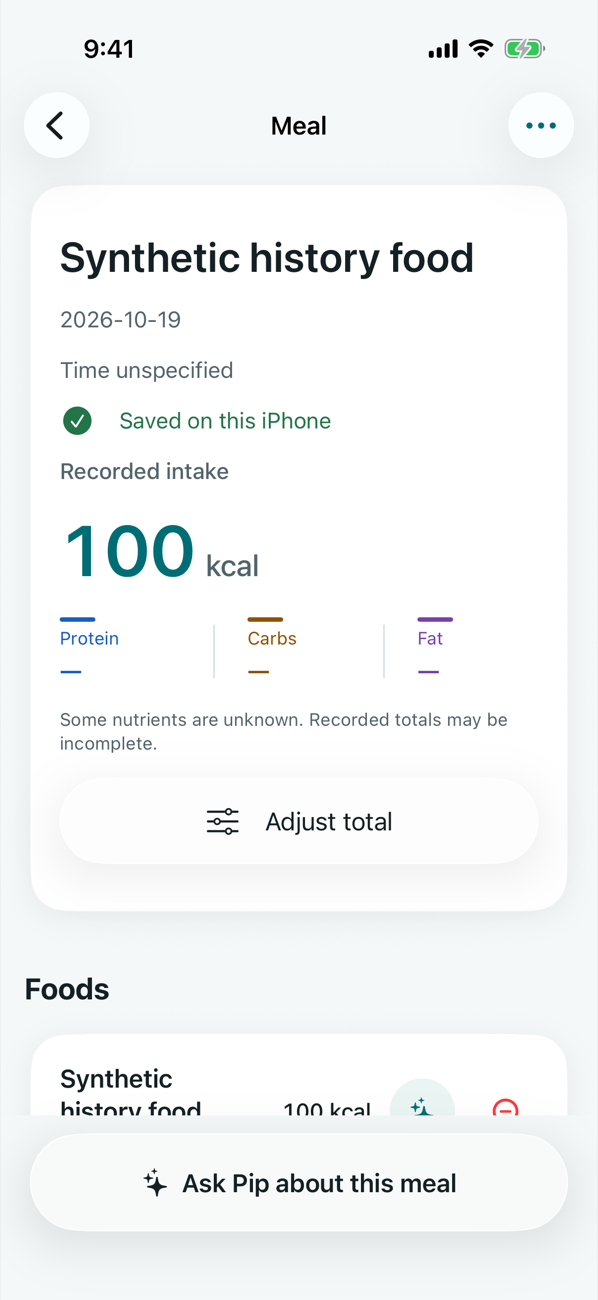 9:41
Meal
Synthetic history food
2026-10-19
Time unspecified
Saved on this iPhone
Recorded intake
100 kcal
Protein
Carbs
Fat
—
—
—
Some nutrients are unknown. Recorded totals may be
incomplete.
Adjust total
Foods
Synthetic
history food
100 kcal
Ask Pip about this meal